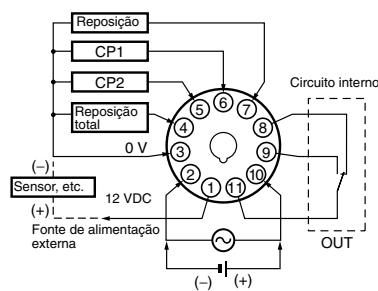 Reposição
CP1
CP2
Reposição
total
0 V
(−)
Sensor, etc.
(+)
12 VDC
Fonte de alimentação
externa
1
2
3
4
5
6
7
8
9
10
11
Circuito interno
OUT
(−)
(+)